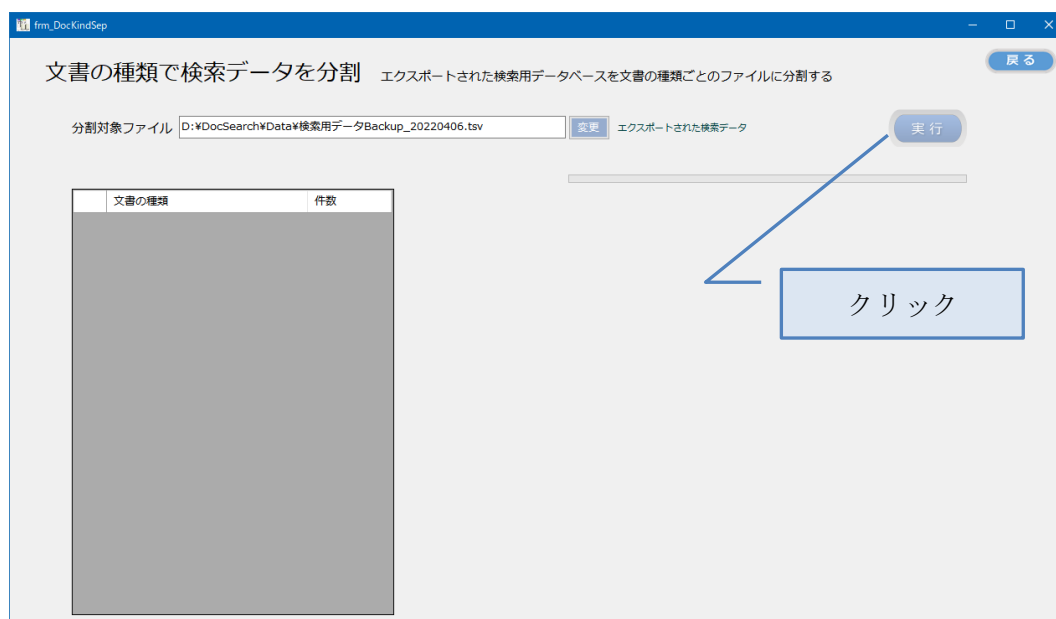 frm_DocKindSep
戻る
文書の種類で検索データを分割 エクスポートされた検索用データベースを文書の種類ごとのファイルに分割する
分割対象ファイル D:¥DocSearch¥Data¥検索用データBackup_20220406.tsv 変更 エクスポートされた検索データ 実行
文書の種類 件数
クリック